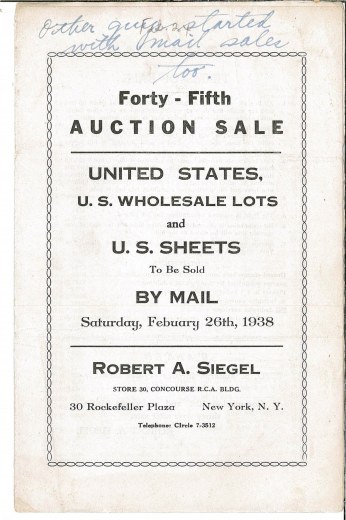 Other guys started
with mail sales
too.
Forty - Fifth
AUCTION SALE
UNITED STATES,
U. S. WHOLESALE LOTS
and
U. S. SHEETS
To Be Sold
BY MAIL
Saturday, Febuary 26th, 1938
ROBERT A. SIEGEL
STORE 30, CONCOURSE R.C.A. BLDG.
30 Rockefeller Plaza New York, N. Y.
Telephone: Circle 7-3512